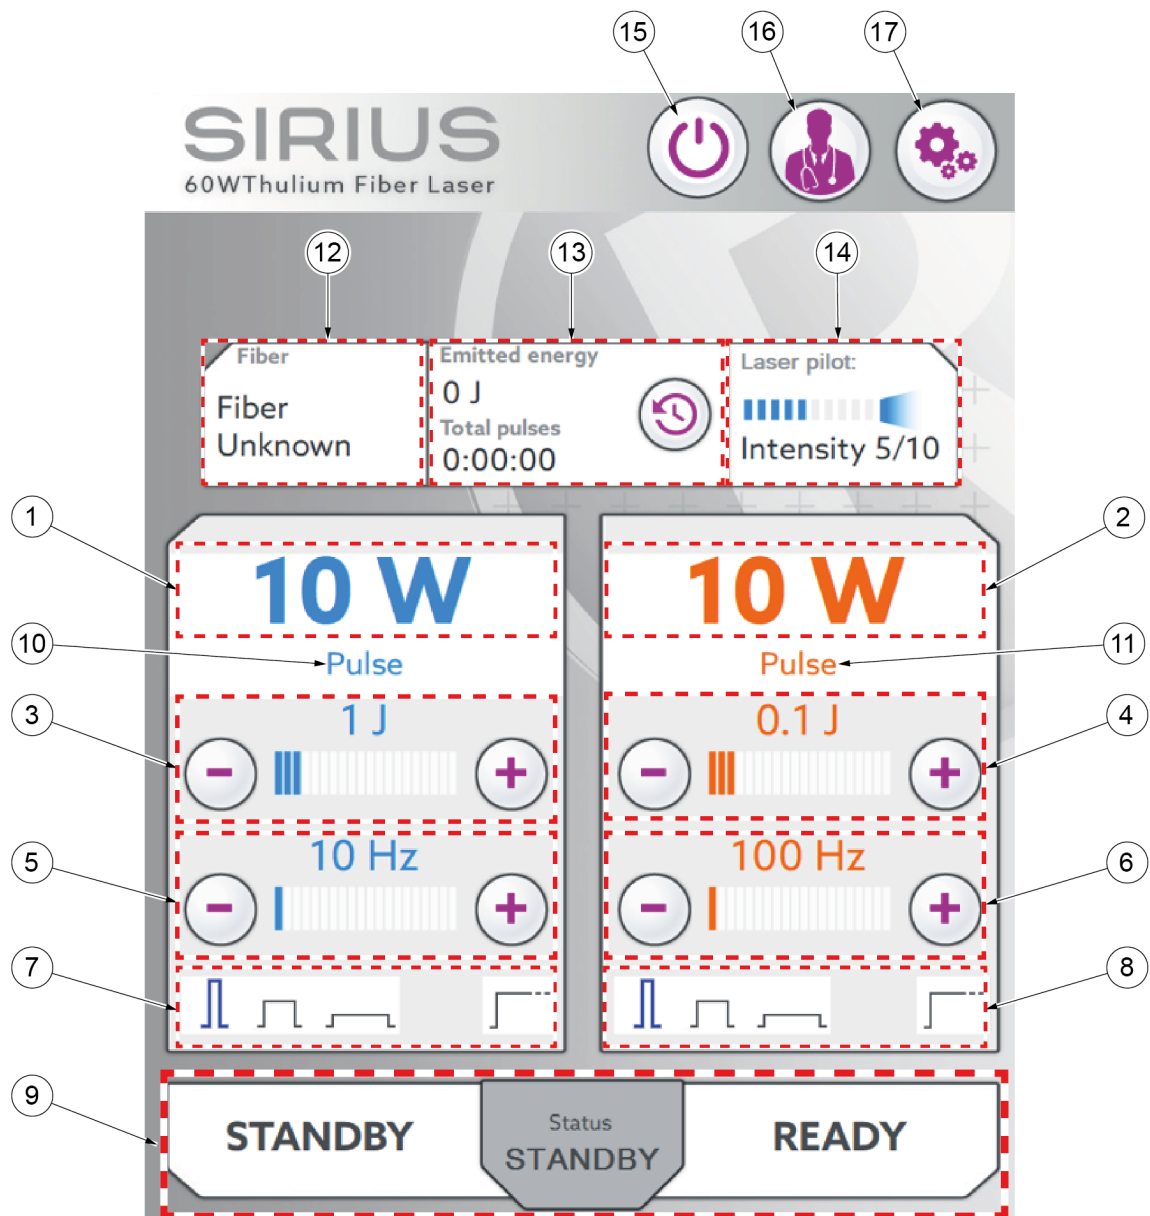 15 16 17
SIRIUS
60WThulium Fiber Laser
12 13 14
Fiber
Fiber
Unknown
Emitted energy
0 J
Total pulses
0:00:00
Laser pilot:
Intensity 5/10
1
10 W
10 W
2
10
Pulse
Pulse
11
3
1 J
0.1 J
4
5
10 Hz
100 Hz
6
7
8
9
STANDBY
Status
STANDBY
READY